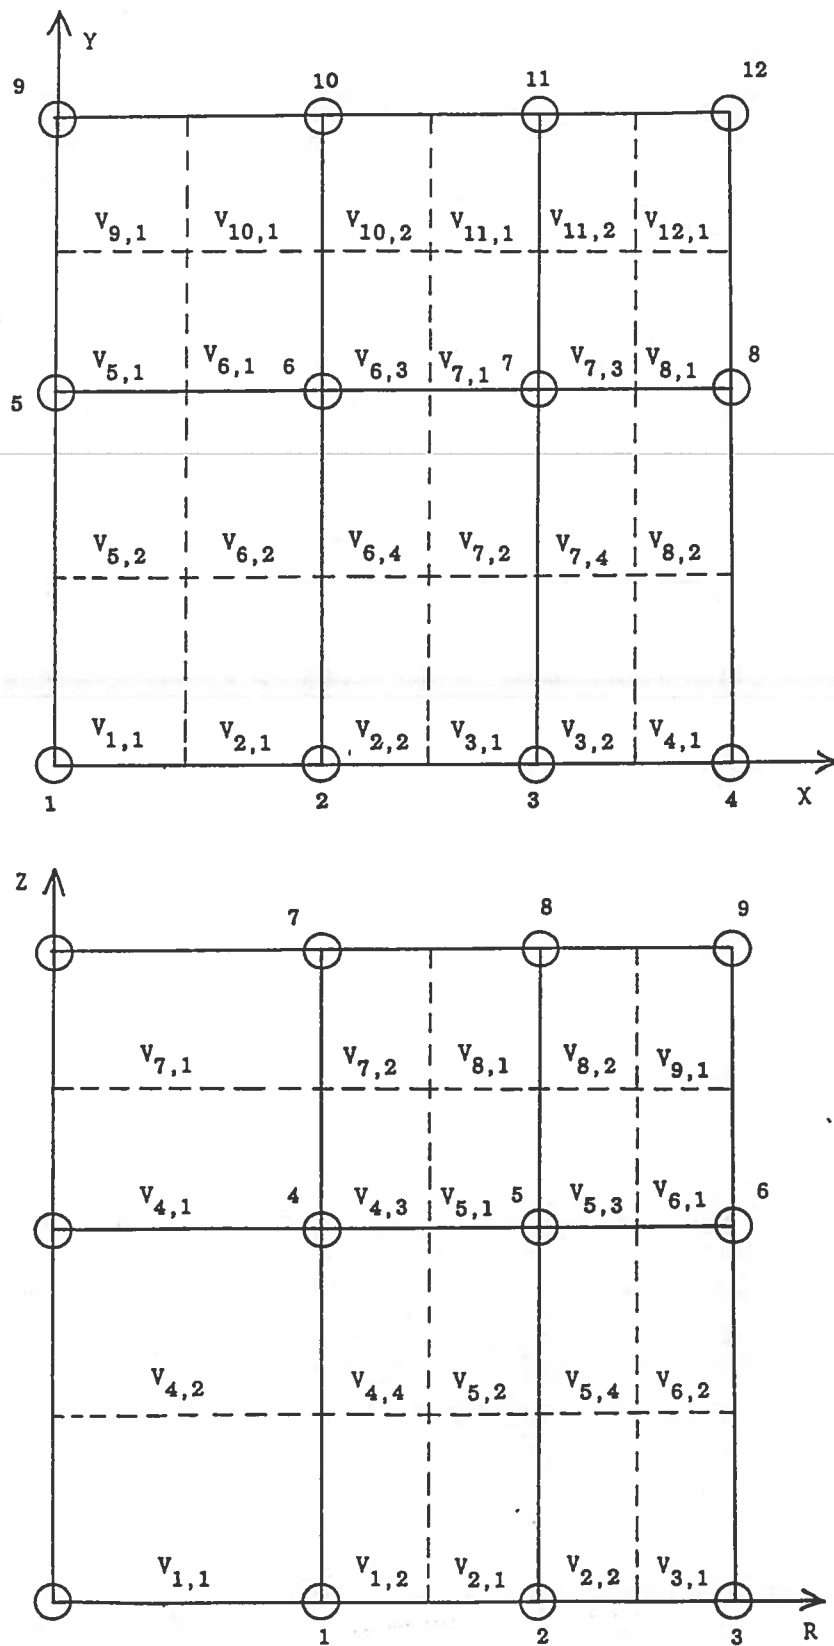 Y
9 10 11 12
V9,1 V10,1 V10,2 V11,1 V11,2 V12,1
V5,1 V6,1 6 V6,3 V7,1 7 V7,3 V8,1 8
5
V5,2 V6,2 V6,4 V7,2 V7,4 V8,2
V1,1 V2,1 V2,2 V3,1 V3,2 V4,1
1 2 3 4 X
Z
7 8 9
V7,1 V7,2 V8,1 V8,2 V9,1
V4,1 4 V4,3 V5,1 5 V5,3 V6,1 6
V4,2 V4,4 V5,2 V5,4 V6,2
V1,1 V1,2 V2,1 V2,2 V3,1
1 2 3 R